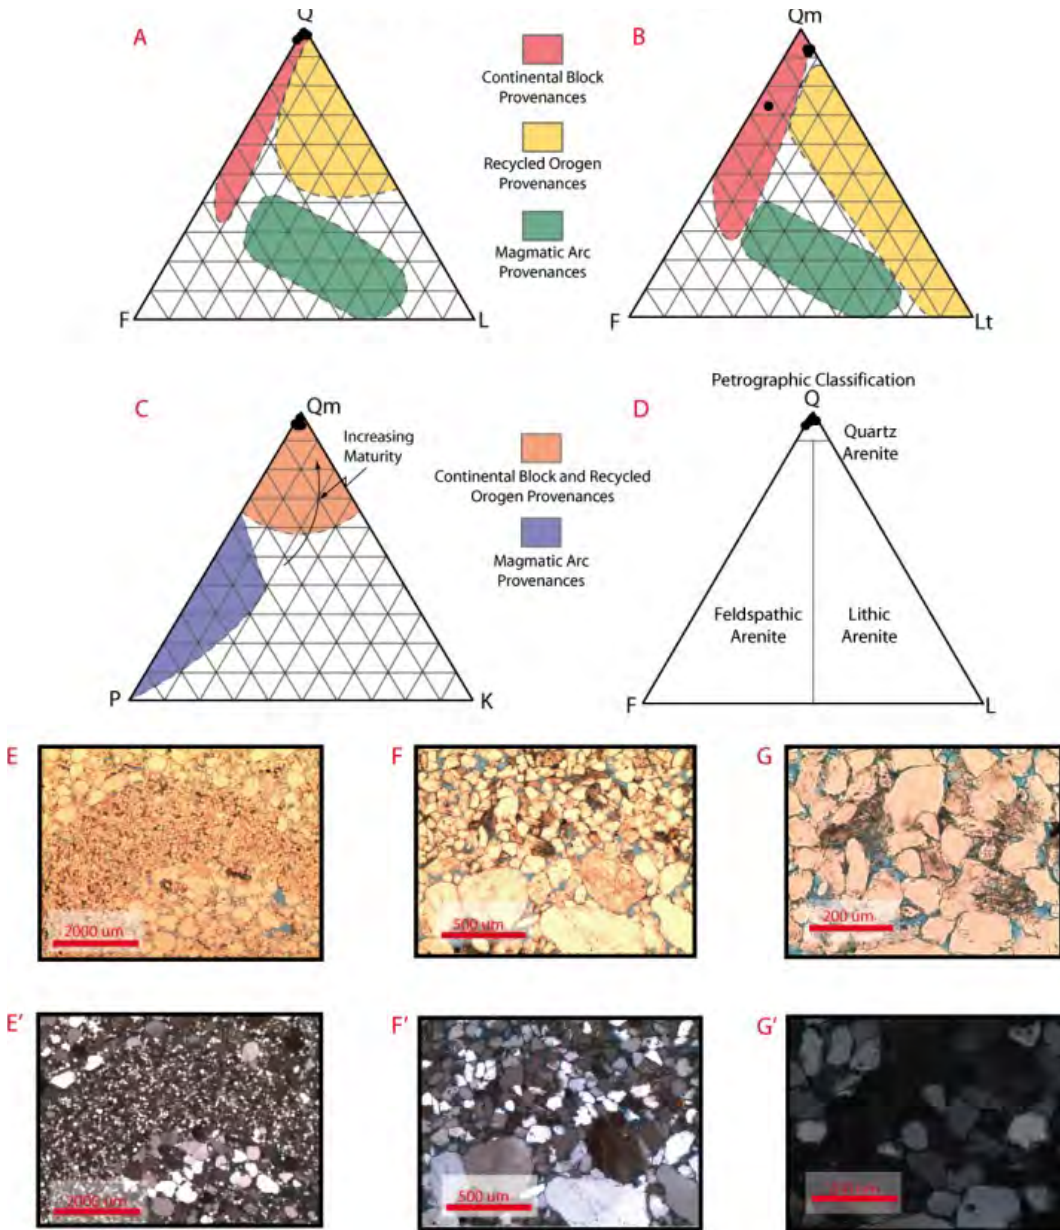 A
Q
F
L
Continental Block
Provenances
Recycled Orogen
Provenances
Magmatic Arc
Provenances
B
Qm
F
Lt
C
Qm
Increasing
Maturity
P
K
Continental Block and Recycled
Orogen Provenances
Magmatic Arc
Provenances
D
Petrographic Classification
Q
Quartz
Arenite
Feldspathic
Arenite
Lithic
Arenite
F
L
E
2000 um
F
500 um
G
200 um
E'
2000 um
F'
500 um
G'